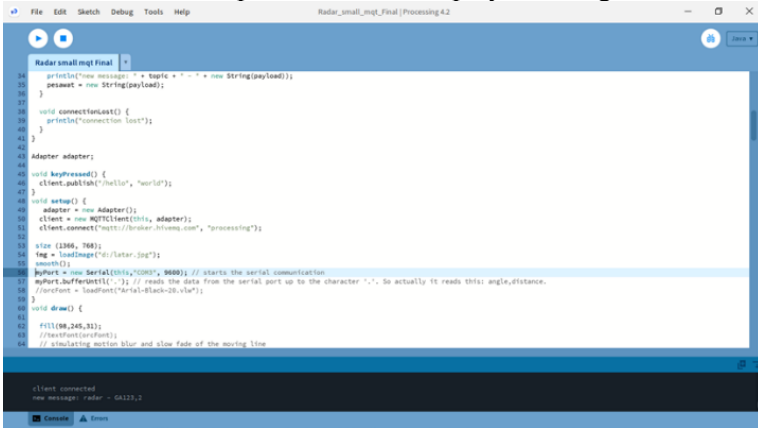 File Edit Sketch Debug Tools Help
Radar_small_mqt_Final | Processing 4.2
Java
Radar small mqt Final
34 println("new message: " + topic + " - " + new String(payload));
35 pesawat = new String(payload);
36 }
37
38 void connectionLost() {
39 println("connection lost");
40 }
41 }
42
43 Adapter adapter;
44
45 void keyPressed() {
46 client.publish("/hello", "world");
47 }
48 void setup() {
49 adapter = new Adapter();
50 client = new MQTTClient(this, adapter);
51 client.connect("mqtt://broker.hivemq.com", "processing");
52
53 size (1366, 768);
54 img = loadImage("d:/latar.jpg");
55 smooth();
56 myPort = new Serial(this,"COM3", 9600); // starts the serial communication
57 myPort.bufferUntil('.'); // reads the data from the serial port up to the character '.'. So actually it reads this: angle,distance.
58 //orcFont = loadFont("Arial-Black-20.vlw");
59 }
60 void draw() {
61
62 fill(98,245,31);
63 //textFont(orcFont);
64 // simulating motion blur and slow fade of the moving line
client connected
new message: radar - GA123,2
Console Errors